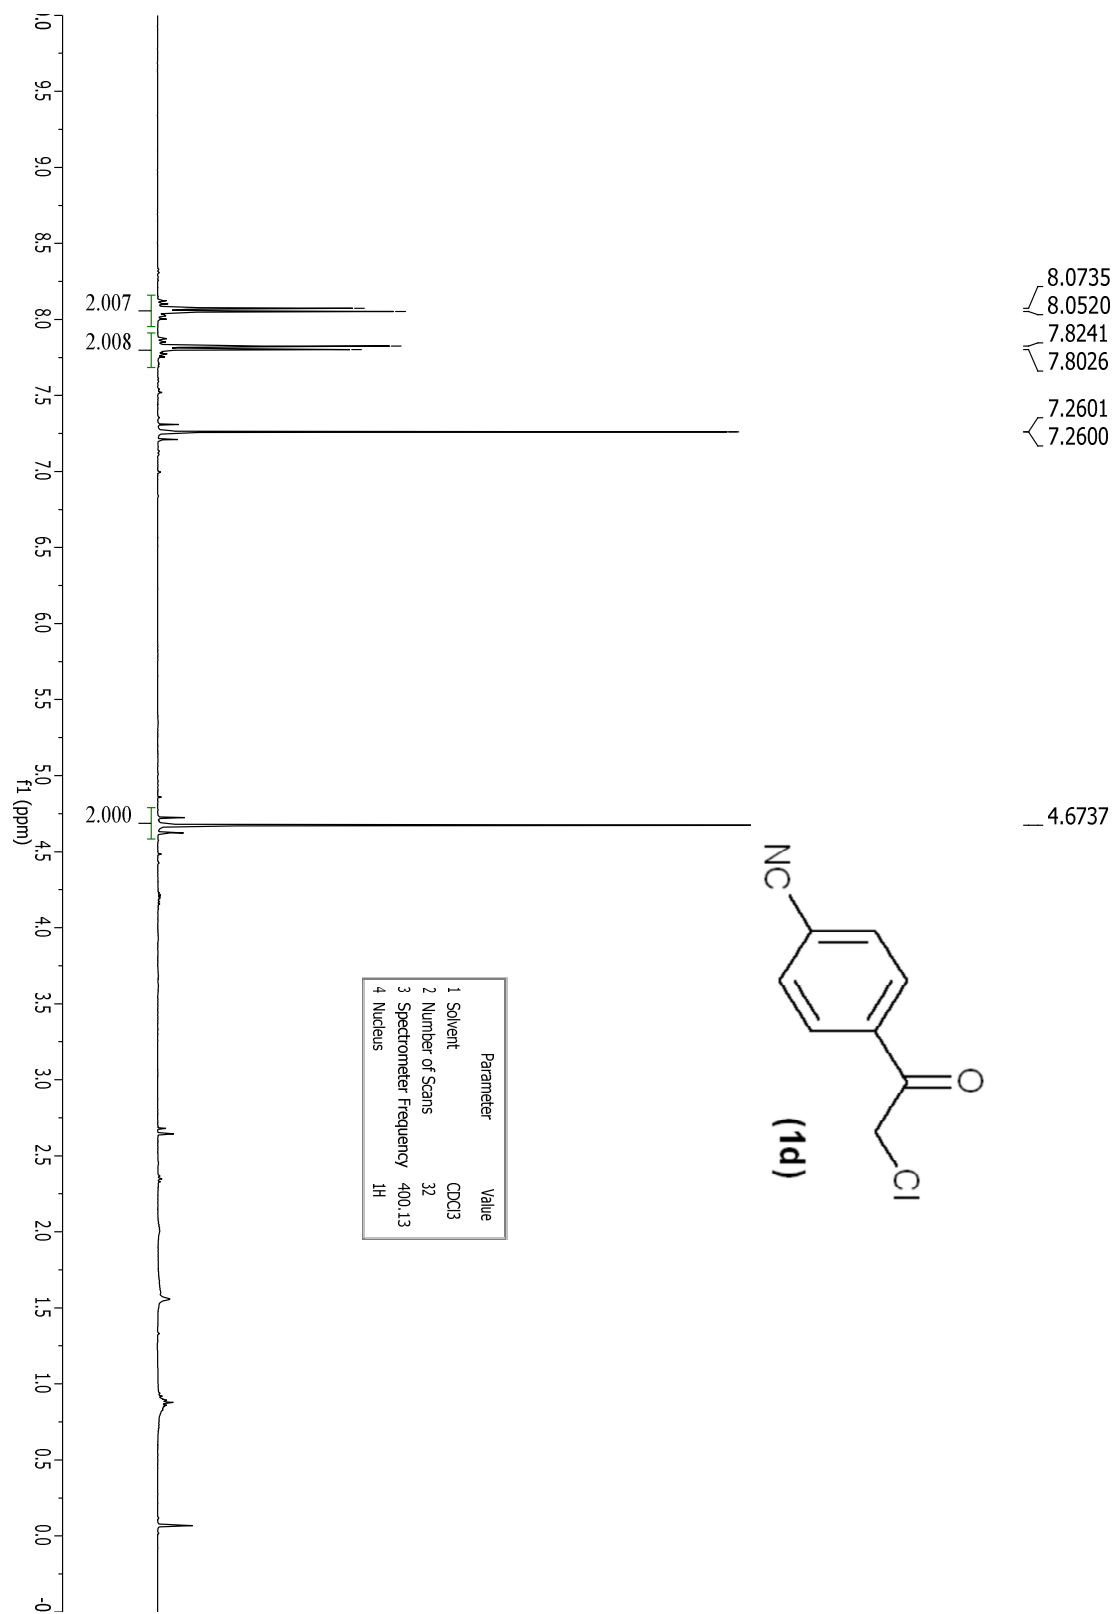 8.0735
8.0520
7.8241
7.8026
7.2601
7.2600
4.6737
NC
O
Cl
(1d)
Parameter Value
1 Solvent CDCl3
2 Number of Scans 32
3 Spectrometer Frequency 400.13
4 Nucleus 1H
2.007
2.008
2.000
.0 9.5 9.0 8.5 8.0 7.5 7.0 6.5 6.0 5.5 5.0 4.5 4.0 3.5 3.0 2.5 2.0 1.5 1.0 0.5 0.0 -0
f1 (ppm)